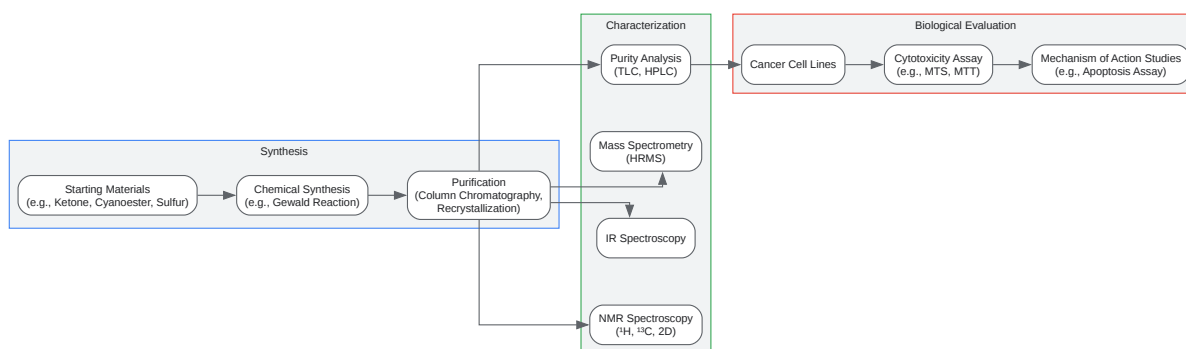 Synthesis
Starting Materials
(e.g., Ketone, Cyanoester, Sulfur)
Chemical Synthesis
(e.g., Gewald Reaction)
Purification
(Column Chromatography,
Recrystallization)
Characterization
Purity Analysis
(TLC, HPLC)
Mass Spectrometry
(HRMS)
IR Spectroscopy
NMR Spectroscopy
(¹H, ¹³C, 2D)
Biological Evaluation
Cancer Cell Lines
Cytotoxicity Assay
(e.g., MTS, MTT)
Mechanism of Action Studies
(e.g., Apoptosis Assay)